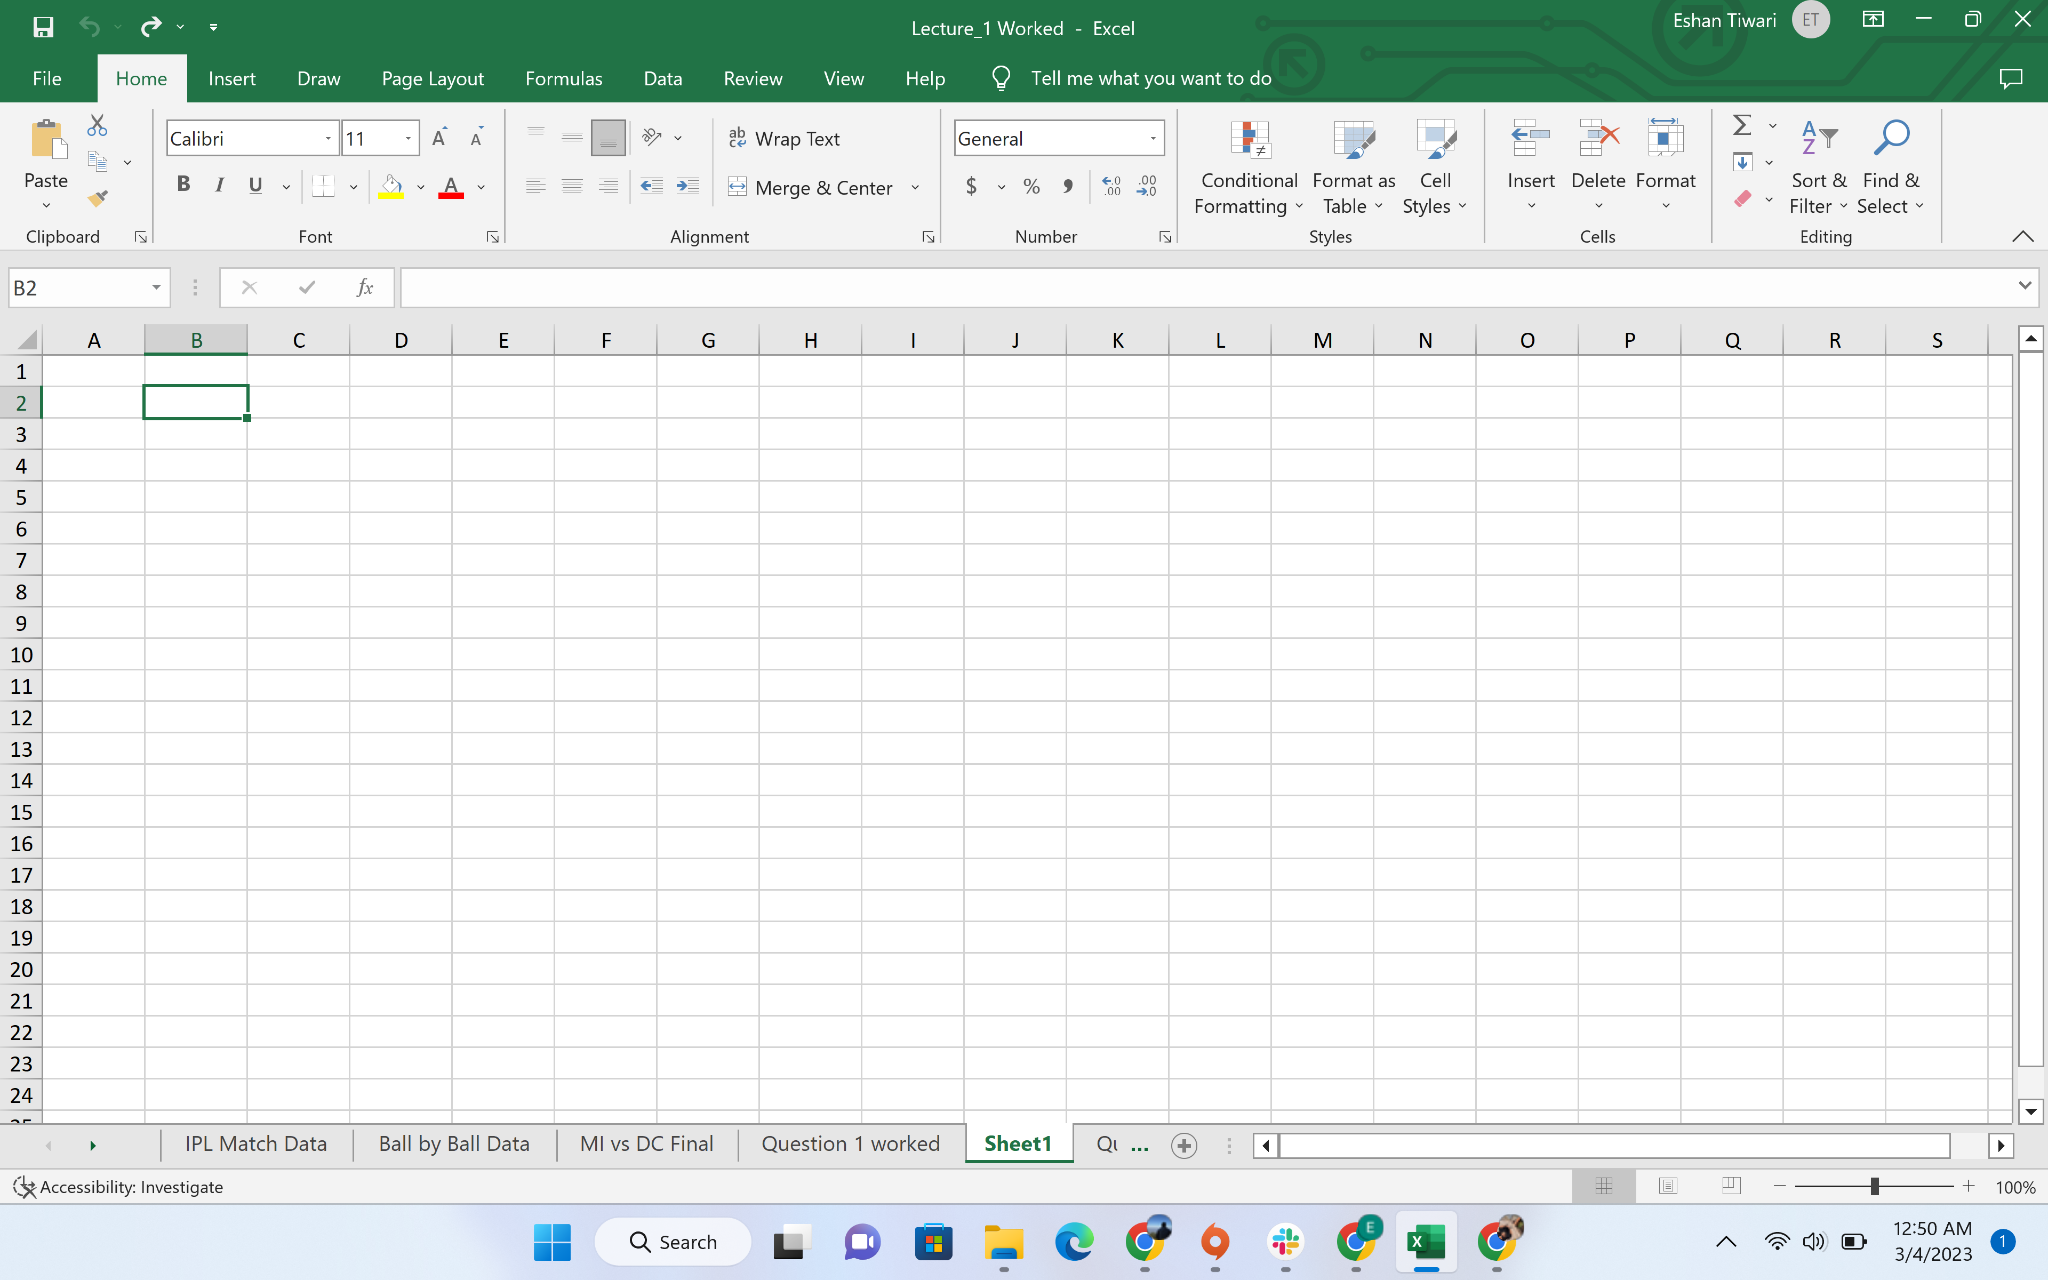 Lecture_1 Worked - Excel
Eshan Tiwari ET
File Home Insert Draw Page Layout Formulas Data Review View Help Tell me what you want to do
Paste
Clipboard
Calibri 11 A A
B I U A
Font
ab Wrap Text
Merge & Center
Alignment
General
$ % ,
Number
Conditional Formatting
Format as Table
Cell Styles
Styles
Insert Delete Format
Cells
Sort & Filter
Find & Select
Editing
B2 fx
A B C D E F G H I J K L M N O P Q R S
1
2
3
4
5
6
7
8
9
10
11
12
13
14
15
16
17
18
19
20
21
22
23
24
IPL Match Data Ball by Ball Data MI vs DC Final Question 1 worked Sheet1 Qu ...
Accessibility: Investigate 100%
Search
12:50 AM
3/4/2023
1